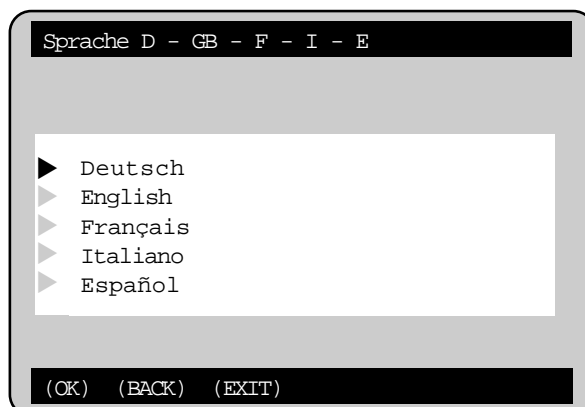 Sprache D - GB - F - I - E
Deutsch
English
Français
Italiano
Español
(OK) (BACK) (EXIT)